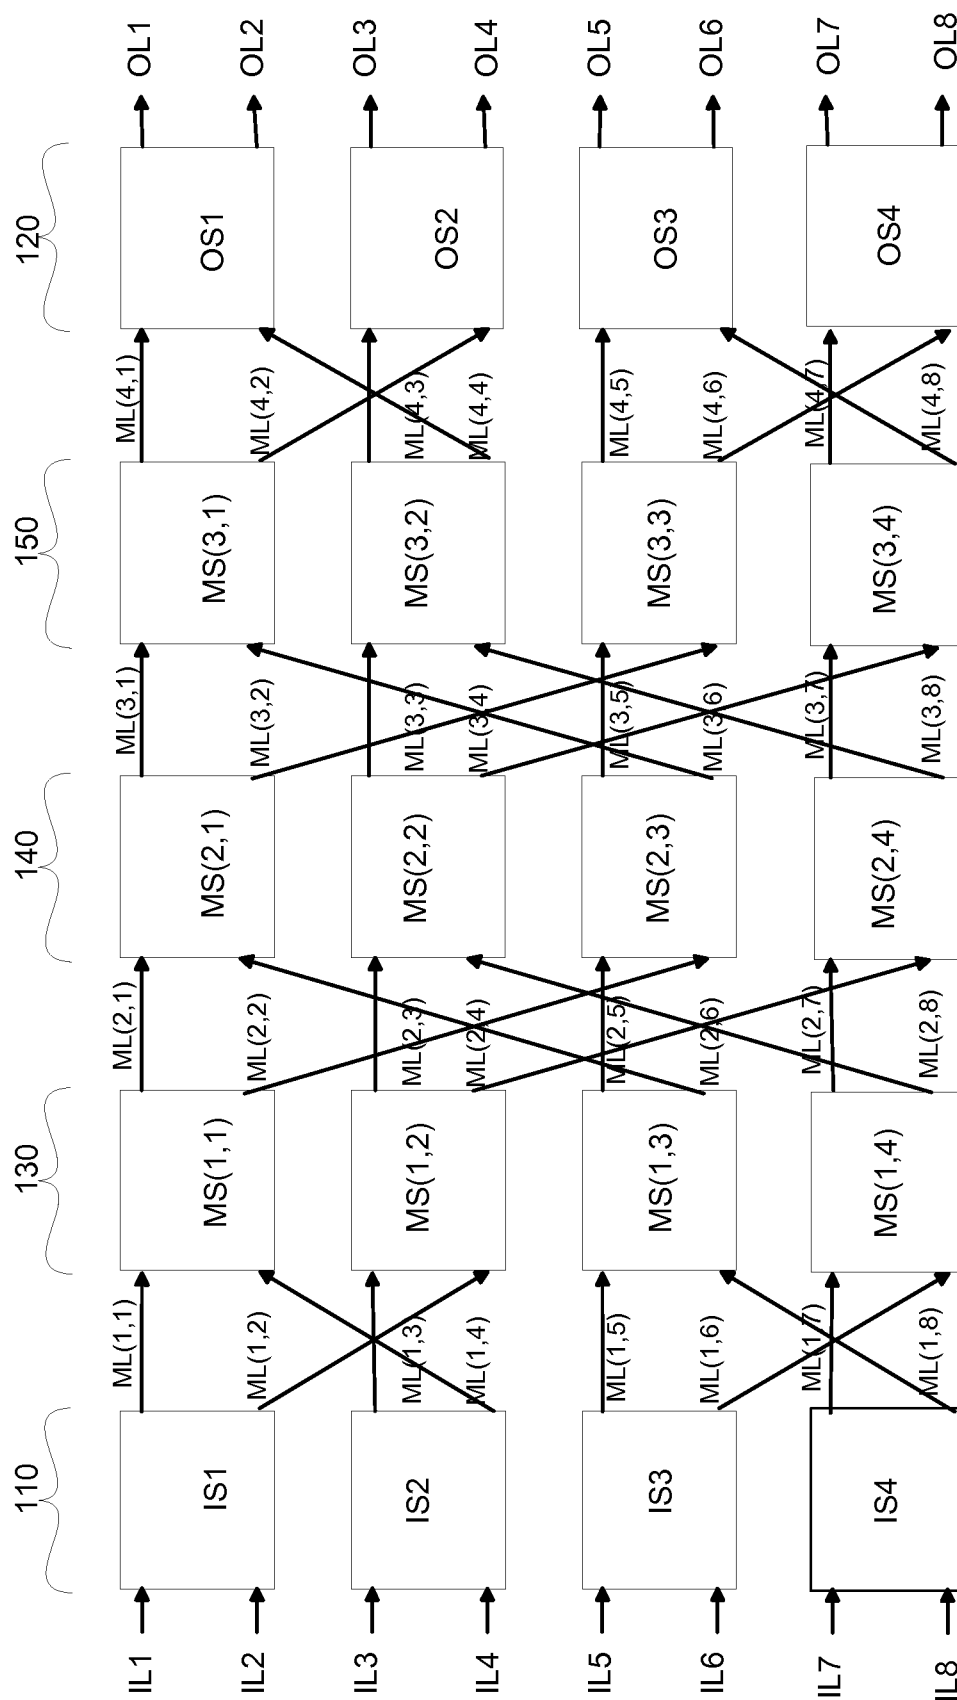 110
130
140
150
120
IL1
IL2
IL3
IL4
IL5
IL6
IL7
IL8
IS1
IS2
IS3
IS4
ML(1,1)
ML(1,2)
ML(1,3)
ML(1,4)
ML(1,5)
ML(1,6)
ML(1,7)
ML(1,8)
MS(1,1)
MS(1,2)
MS(1,3)
MS(1,4)
ML(2,1)
ML(2,2)
ML(2,3)
ML(2,4)
ML(2,5)
ML(2,6)
ML(2,7)
ML(2,8)
MS(2,1)
MS(2,2)
MS(2,3)
MS(2,4)
ML(3,1)
ML(3,2)
ML(3,3)
ML(3,4)
ML(3,5)
ML(3,6)
ML(3,7)
ML(3,8)
MS(3,1)
MS(3,2)
MS(3,3)
MS(3,4)
ML(4,1)
ML(4,2)
ML(4,3)
ML(4,4)
ML(4,5)
ML(4,6)
ML(4,7)
ML(4,8)
OS1
OS2
OS3
OS4
OL1
OL2
OL3
OL4
OL5
OL6
OL7
OL8